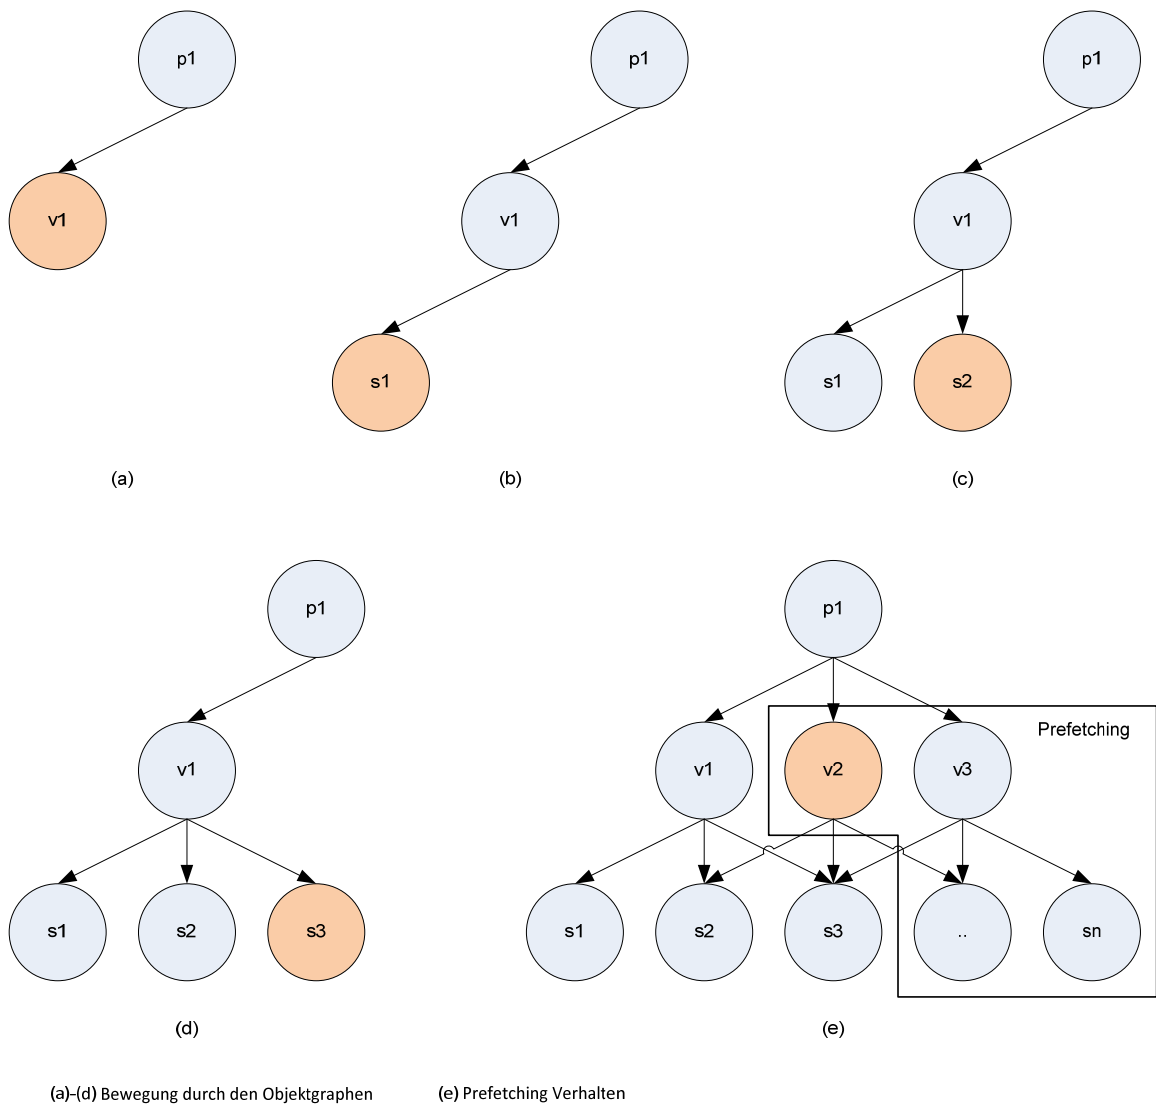 p1
p1
p1
v1
v1
v1
s1
s1
s2
(a)
(b)
(c)
p1
p1
Prefetching
v1
v1
v2
v3
s1
s2
s3
s1
s2
s3
..
sn
(d)
(e)
(a)-(d) Bewegung durch den Objektgraphen
(e) Prefetching Verhalten